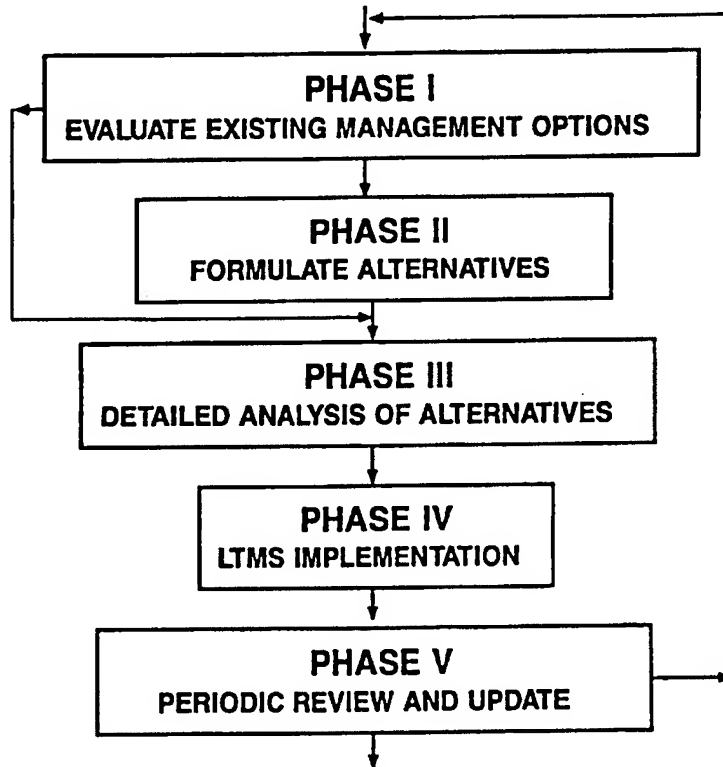 PHASE I
EVALUATE EXISTING MANAGEMENT OPTIONS
PHASE II
FORMULATE ALTERNATIVES
PHASE III
DETAILED ANALYSIS OF ALTERNATIVES
PHASE IV
LTMS IMPLEMENTATION
PHASE V
PERIODIC REVIEW AND UPDATE